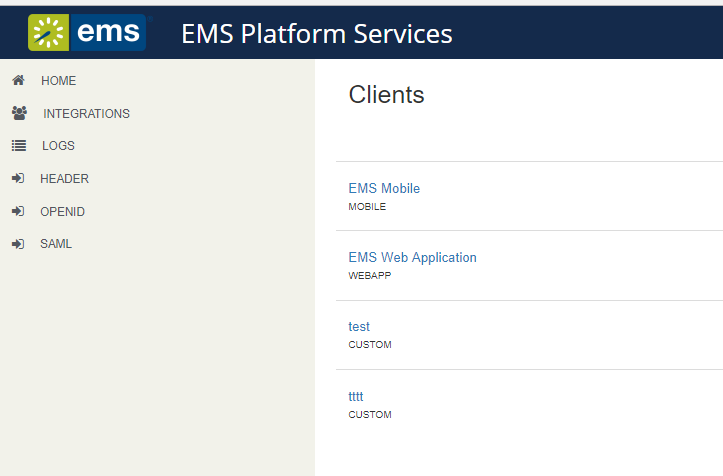 ems EMS Platform Services
HOME
INTEGRATIONS
LOGS
HEADER
OPENID
SAML
Clients
EMS Mobile
MOBILE
EMS Web Application
WEBAPP
test
CUSTOM
tttt
CUSTOM